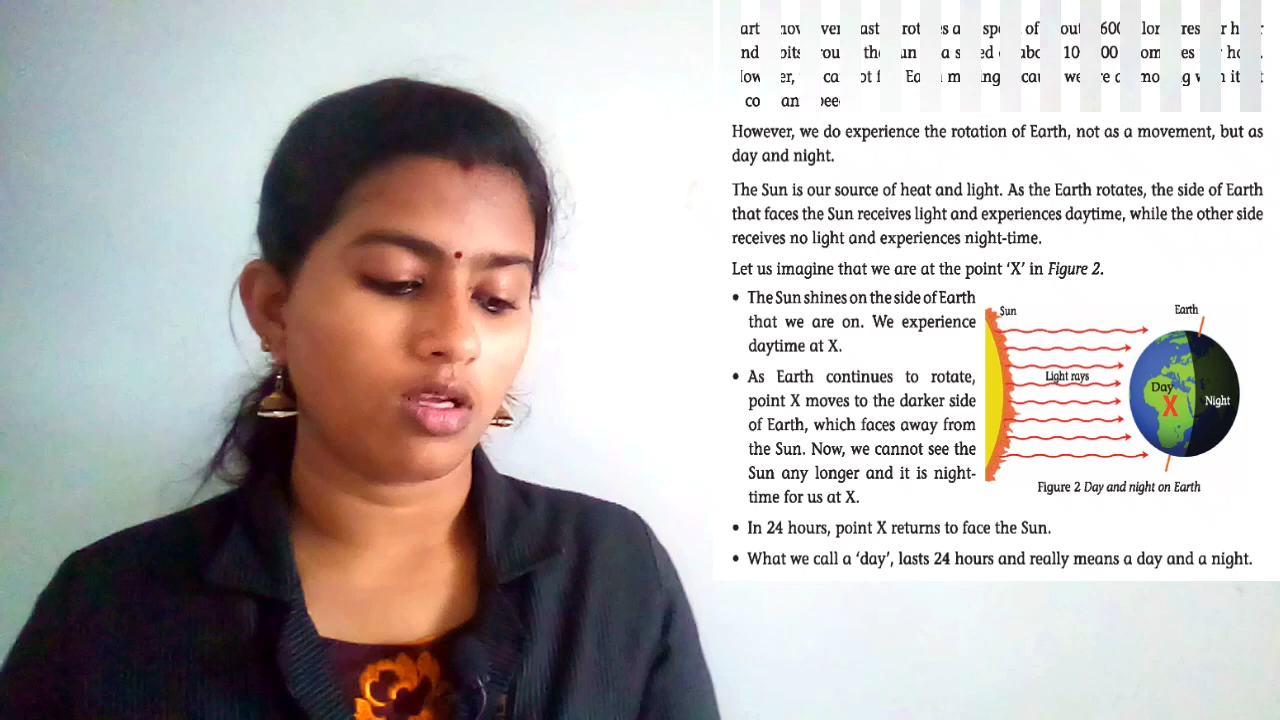 However, we do experience the rotation of Earth, not as a movement, but as
day and night.
The Sun is our source of heat and light. As the Earth rotates, the side of Earth
that faces the Sun receives light and experiences daytime, while the other side
receives no light and experiences night-time.
Let us imagine that we are at the point ‘X’ in Figure 2.
• The Sun shines on the side of Earth
that we are on. We experience
daytime at X.
• As Earth continues to rotate,
point X moves to the darker side
of Earth, which faces away from
the Sun. Now, we cannot see the
Sun any longer and it is night-
time for us at X.
Sun
Earth
Light rays
Day
X
Night
Figure 2 Day and night on Earth
• In 24 hours, point X returns to face the Sun.
• What we call a ‘day’, lasts 24 hours and really means a day and a night.